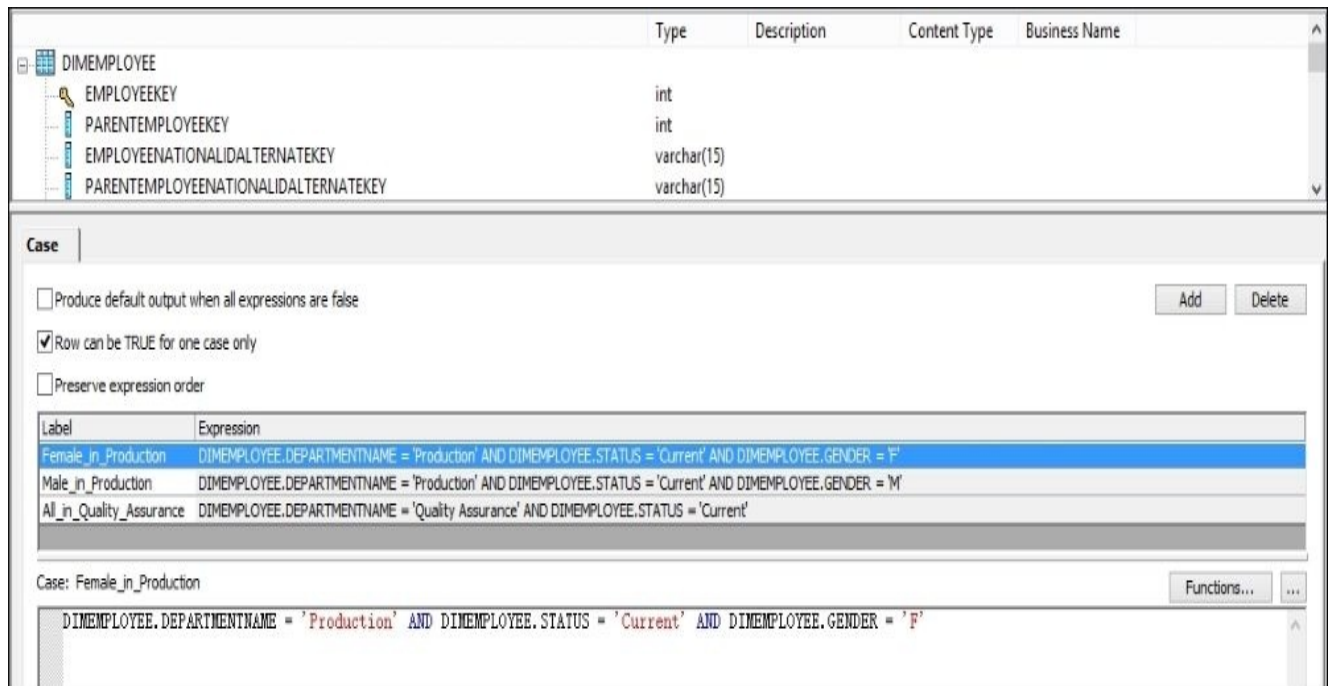 Type Description Content Type Business Name
DIMEMPLOYEE
EMPLOYEEKEY int
PARENTEMPLOYEEKEY int
EMPLOYEENATIONALIDALTERNATEKEY varchar(15)
PARENTEMPLOYEENATIONALIDALTERNATEKEY varchar(15)
Case
Produce default output when all expressions are false Add Delete
Row can be TRUE for one case only
Preserve expression order
Label Expression
Female_in_Production DIMEMPLOYEE.DEPARTMENTNAME = 'Production' AND DIMEMPLOYEE.STATUS = 'Current' AND DIMEMPLOYEE.GENDER = 'F'
Male_in_Production DIMEMPLOYEE.DEPARTMENTNAME = 'Production' AND DIMEMPLOYEE.STATUS = 'Current' AND DIMEMPLOYEE.GENDER = 'M'
All_in_Quality_Assurance DIMEMPLOYEE.DEPARTMENTNAME = 'Quality Assurance' AND DIMEMPLOYEE.STATUS = 'Current'
Case: Female_in_Production Functions... ...
DIMEMPLOYEE.DEPARTMENTNAME = 'Production' AND DIMEMPLOYEE.STATUS = 'Current' AND DIMEMPLOYEE.GENDER = 'F'